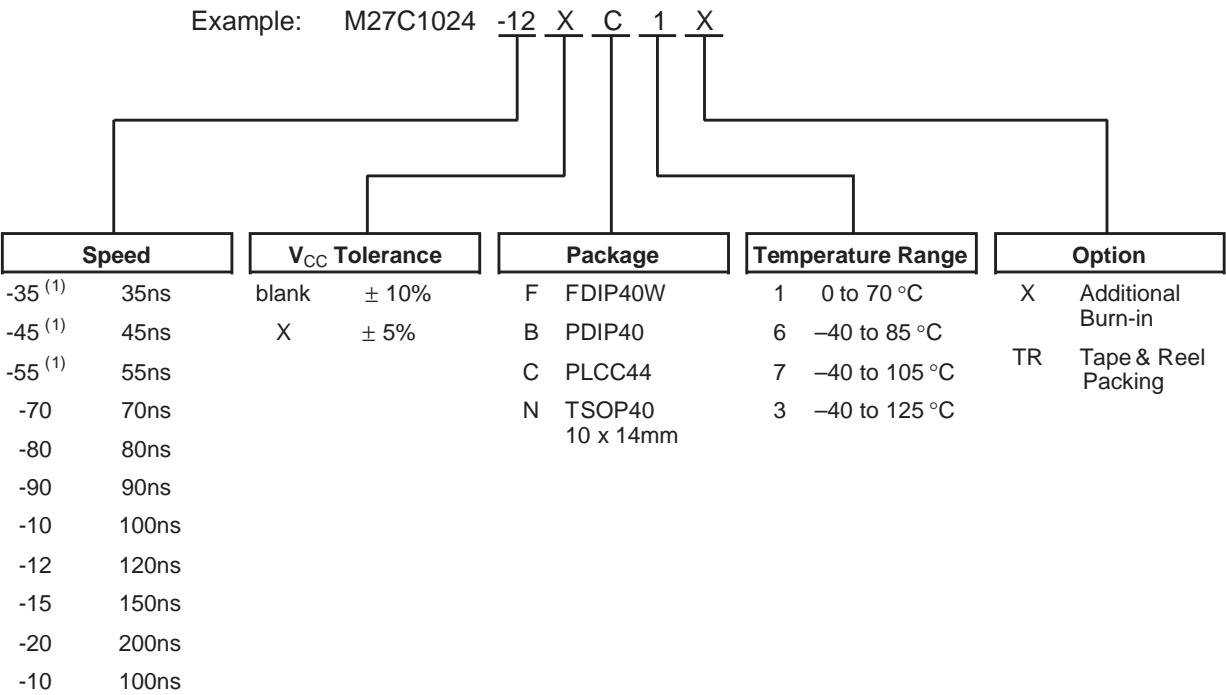 Example: M27C1024 -12 X C 1 X
Speed
-35 (1) 35ns
-45 (1) 45ns
-55 (1) 55ns
-70 70ns
-80 80ns
-90 90ns
-10 100ns
-12 120ns
-15 150ns
-20 200ns
-10 100ns
VCC Tolerance
blank ± 10%
X ± 5%
Package
F FDIP40W
B PDIP40
C PLCC44
N TSOP40
10 x 14mm
Temperature Range
1 0 to 70 °C
6 –40 to 85 °C
7 –40 to 105 °C
3 –40 to 125 °C
Option
X Additional
Burn-in
TR Tape & Reel
Packing